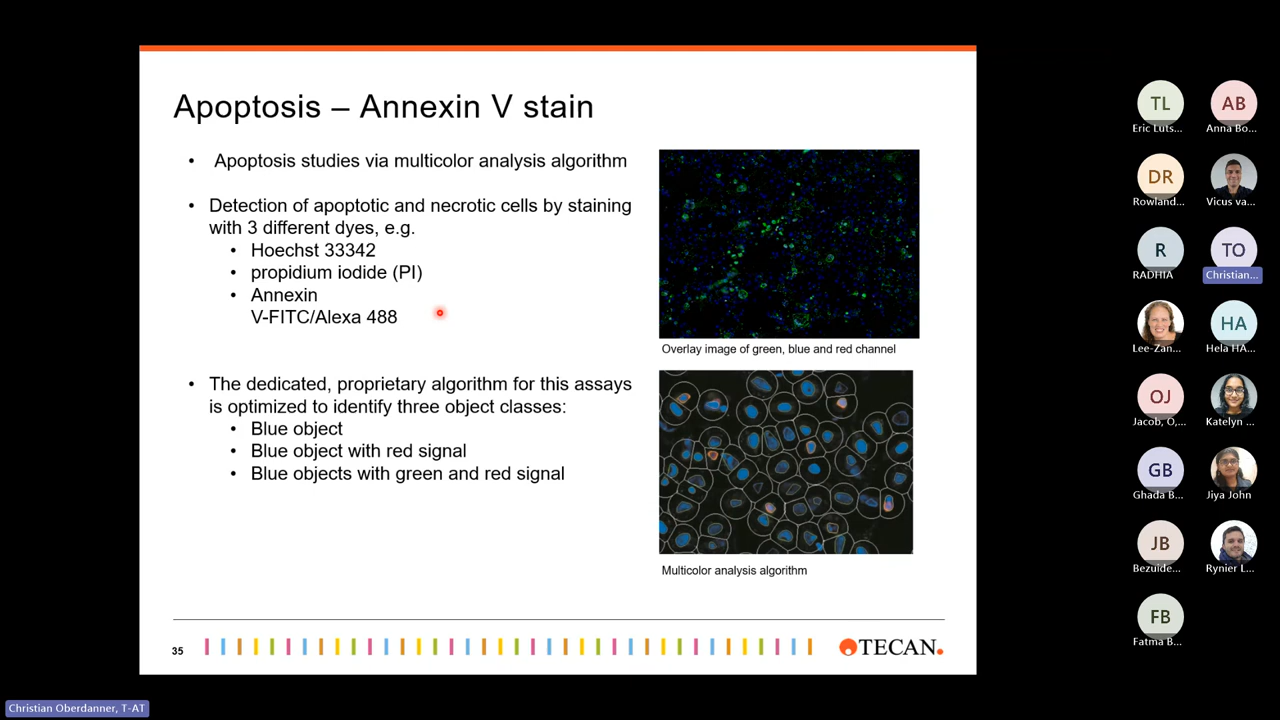 Apoptosis – Annexin V stain
• Apoptosis studies via multicolor analysis algorithm
• Detection of apoptotic and necrotic cells by staining
with 3 different dyes, e.g.
• Hoechst 33342
• propidium iodide (PI)
• Annexin
V-FITC/Alexa 488
• The dedicated, proprietary algorithm for this assays
is optimized to identify three object classes:
• Blue object
• Blue object with red signal
• Blue objects with green and red signal
Overlay image of green, blue and red channel
Multicolor analysis algorithm
35
TECAN.
TL
Eric Luts...
AB
Anna Bo...
DR
Rowland...
Vicus va...
R
RADHIA
TO
Christian...
Lee-Zan...
HA
Hela HA...
OJ
Jacob, O,...
Katelyn ...
GB
Ghada B...
Jiya John
JB
Bezuide...
Rynier L...
FB
Fatma B...
Christian Oberdanner, T-AT